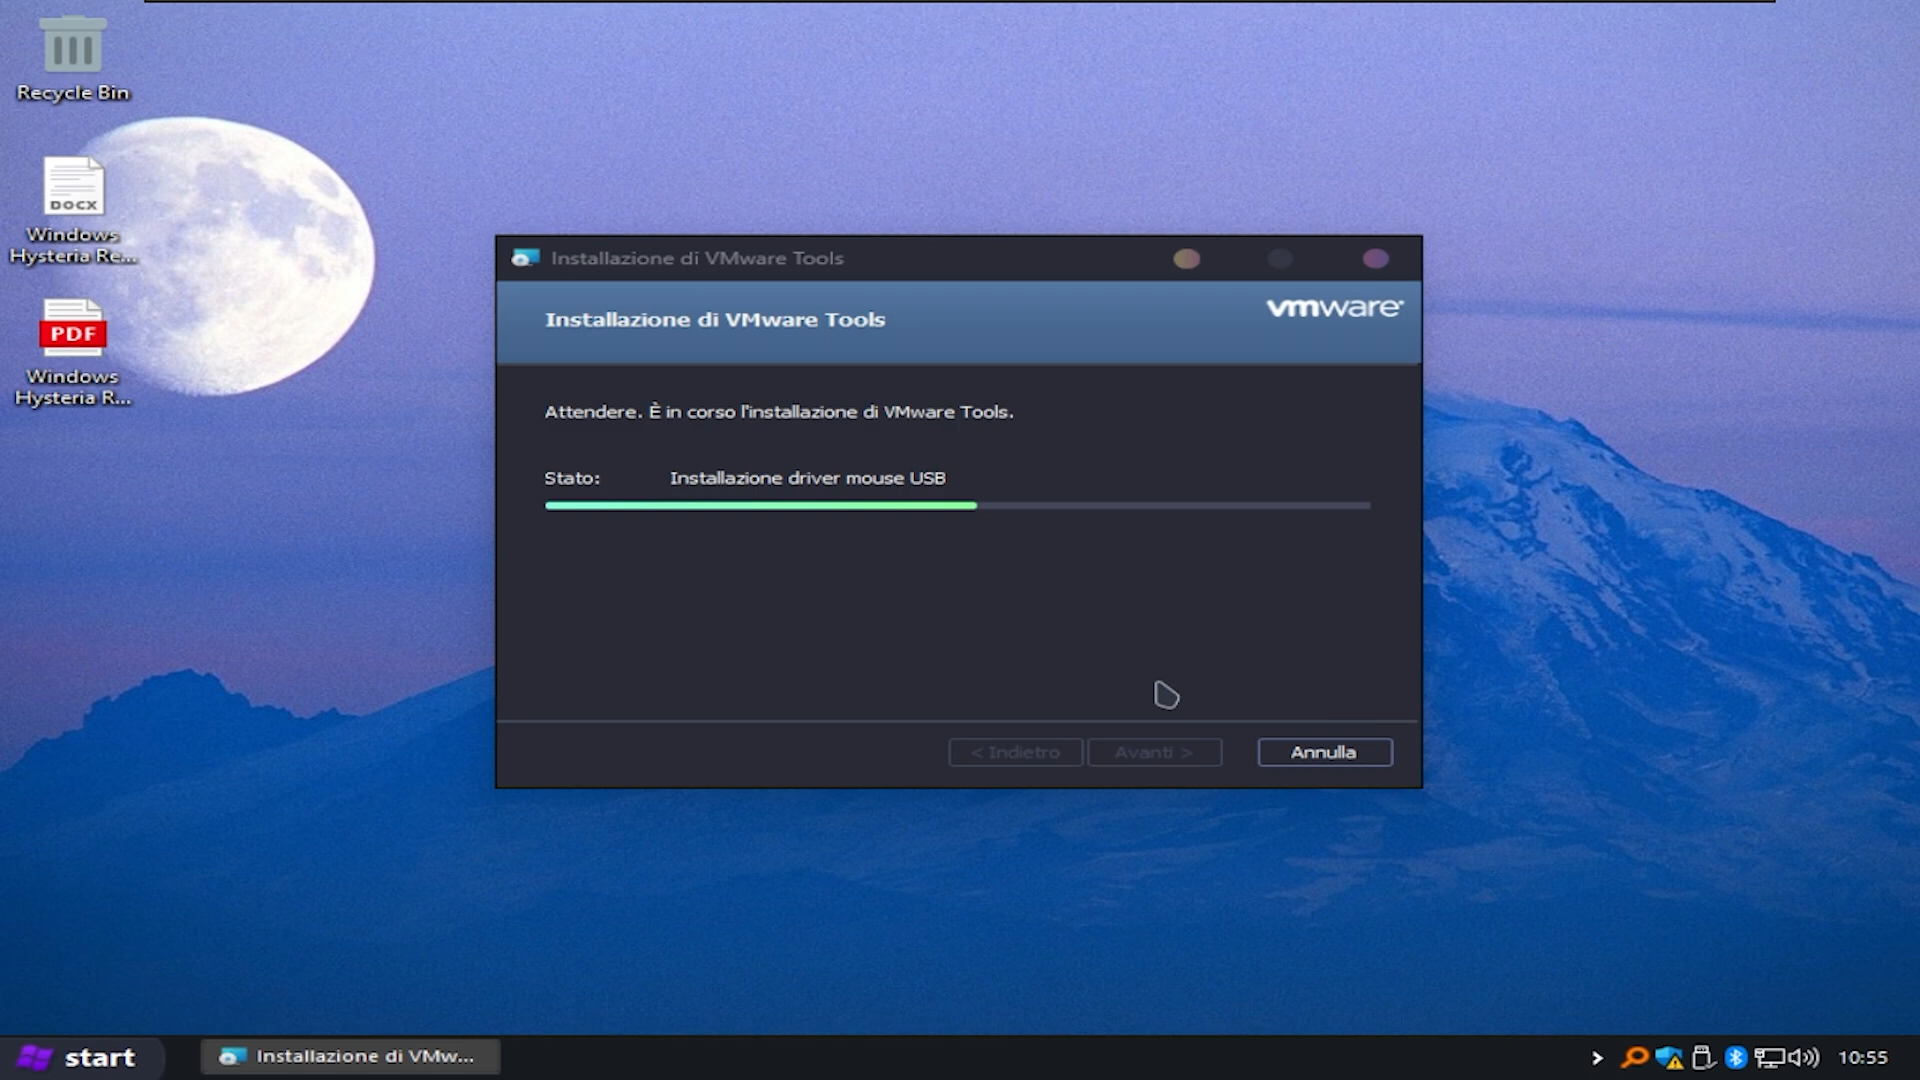 Recycle Bin
DOCX
Windows
Hysteria Re...
PDF
Windows
Hysteria R...
Installazione di VMware Tools
Installazione di VMware Tools
vmware
Attendere. È in corso l'installazione di VMware Tools.
Stato: Installazione driver mouse USB
< Indietro
Avanti >
Annulla
start
Installazione di VMw...
10:55